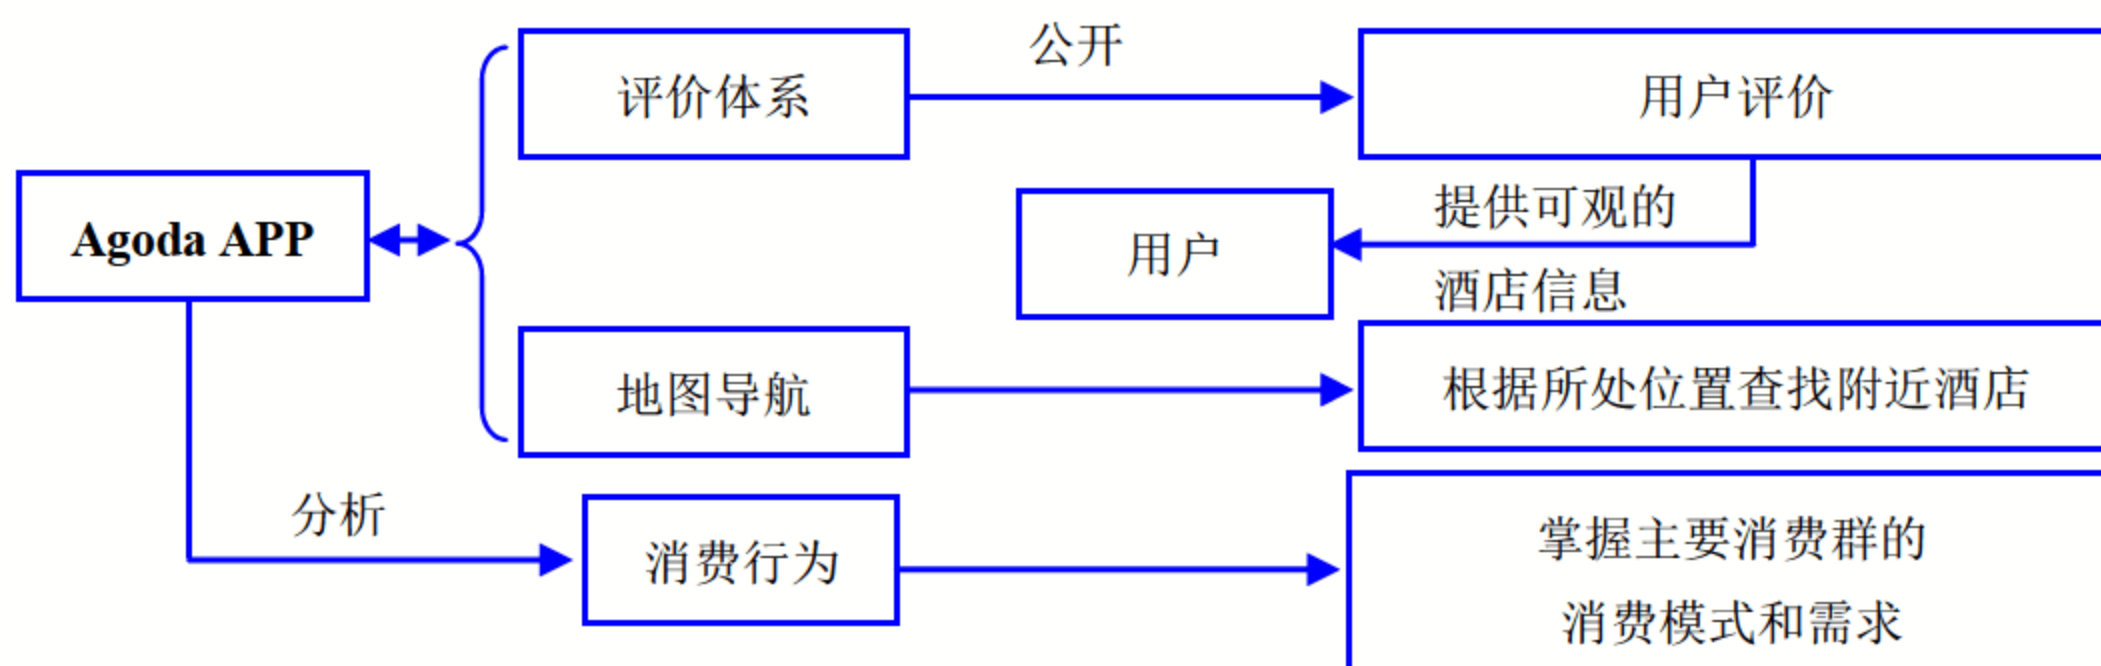 公开
评价体系
用户评价
Agoda APP
用户
提供可观的
酒店信息
地图导航
根据所处位置查找附近酒店
分析
消费行为
掌握主要消费群的
消费模式和需求